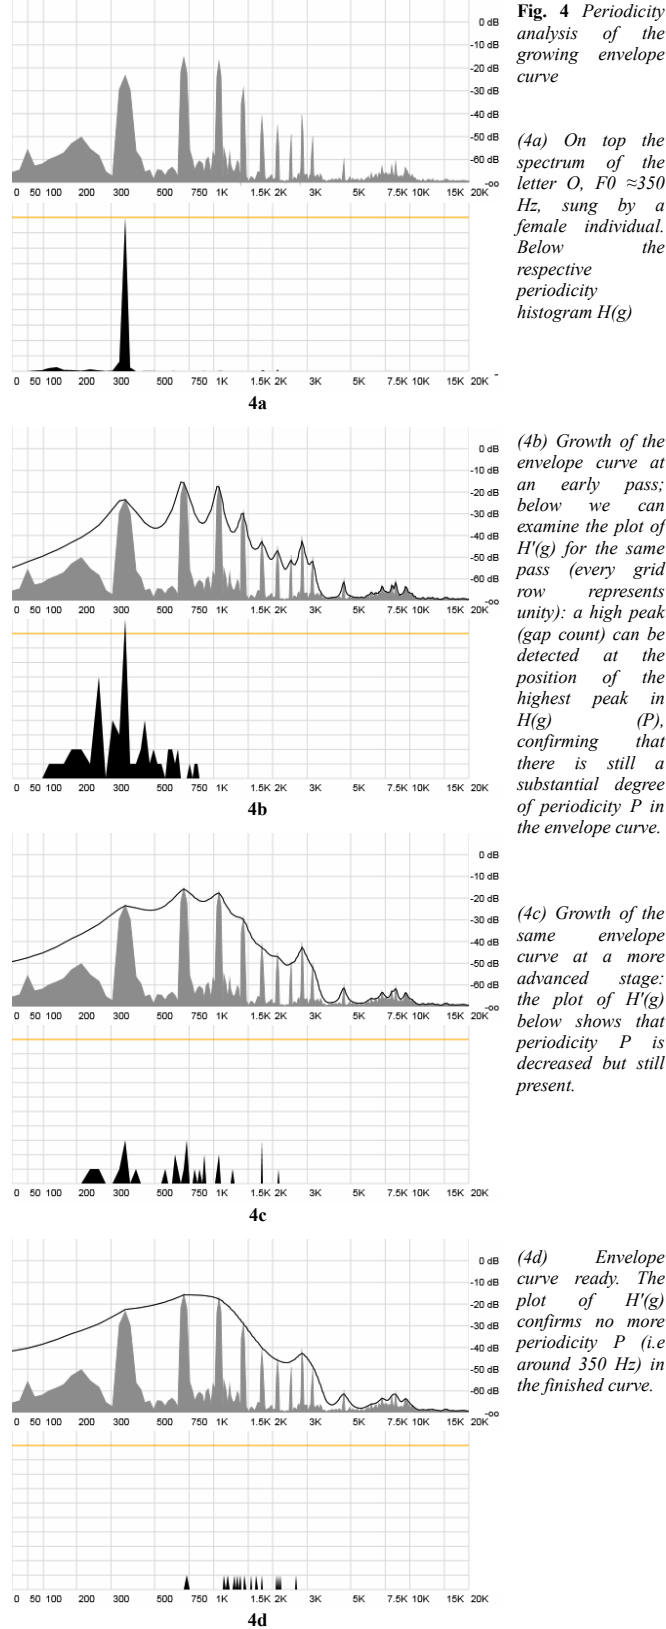 Fig. 4 Periodicity
analysis of the
growing envelope
curve
0 dB
-10 dB
-20 dB
-30 dB
-40 dB
-50 dB
-60 dB
-oo
0 50 100 200 300 500 750 1K 1.5K 2K 3K 5K 7.5K 10K 15K 20K
(4a) On top the
spectrum of the
letter O, F0 ≈350
Hz, sung by a
female individual.
Below the
respective
periodicity
histogram H(g)
0 50 100 200 300 500 750 1K 1.5K 2K 3K 5K 7.5K 10K 15K 20K
4a
0 dB
-10 dB
-20 dB
-30 dB
-40 dB
-50 dB
-60 dB
-oo
0 50 100 200 300 500 750 1K 1.5K 2K 3K 5K 7.5K 10K 15K 20K
(4b) Growth of the
envelope curve at
an early pass;
below we can
examine the plot of
H'(g) for the same
pass (every grid
row represents
unity): a high peak
(gap count) can be
detected at the
position of the
highest peak in
H(g) (P),
confirming that
there is still a
substantial degree
of periodicity P in
the envelope curve.
0 50 100 200 300 500 750 1K 1.5K 2K 3K 5K 7.5K 10K 15K 20K
4b
0 dB
-10 dB
-20 dB
-30 dB
-40 dB
-50 dB
-60 dB
-oo
0 50 100 200 300 500 750 1K 1.5K 2K 3K 5K 7.5K 10K 15K 20K
(4c) Growth of the
same envelope
curve at a more
advanced stage:
the plot of H'(g)
below shows that
periodicity P is
decreased but still
present.
0 50 100 200 300 500 750 1K 1.5K 2K 3K 5K 7.5K 10K 15K 20K
4c
0 dB
-10 dB
-20 dB
-30 dB
-40 dB
-50 dB
-60 dB
-oo
0 50 100 200 300 500 750 1K 1.5K 2K 3K 5K 7.5K 10K 15K 20K
(4d) Envelope
curve ready. The
plot of H'(g)
confirms no more
periodicity P (i.e
around 350 Hz) in
the finished curve.
0 50 100 200 300 500 750 1K 1.5K 2K 3K 5K 7.5K 10K 15K 20K
4d